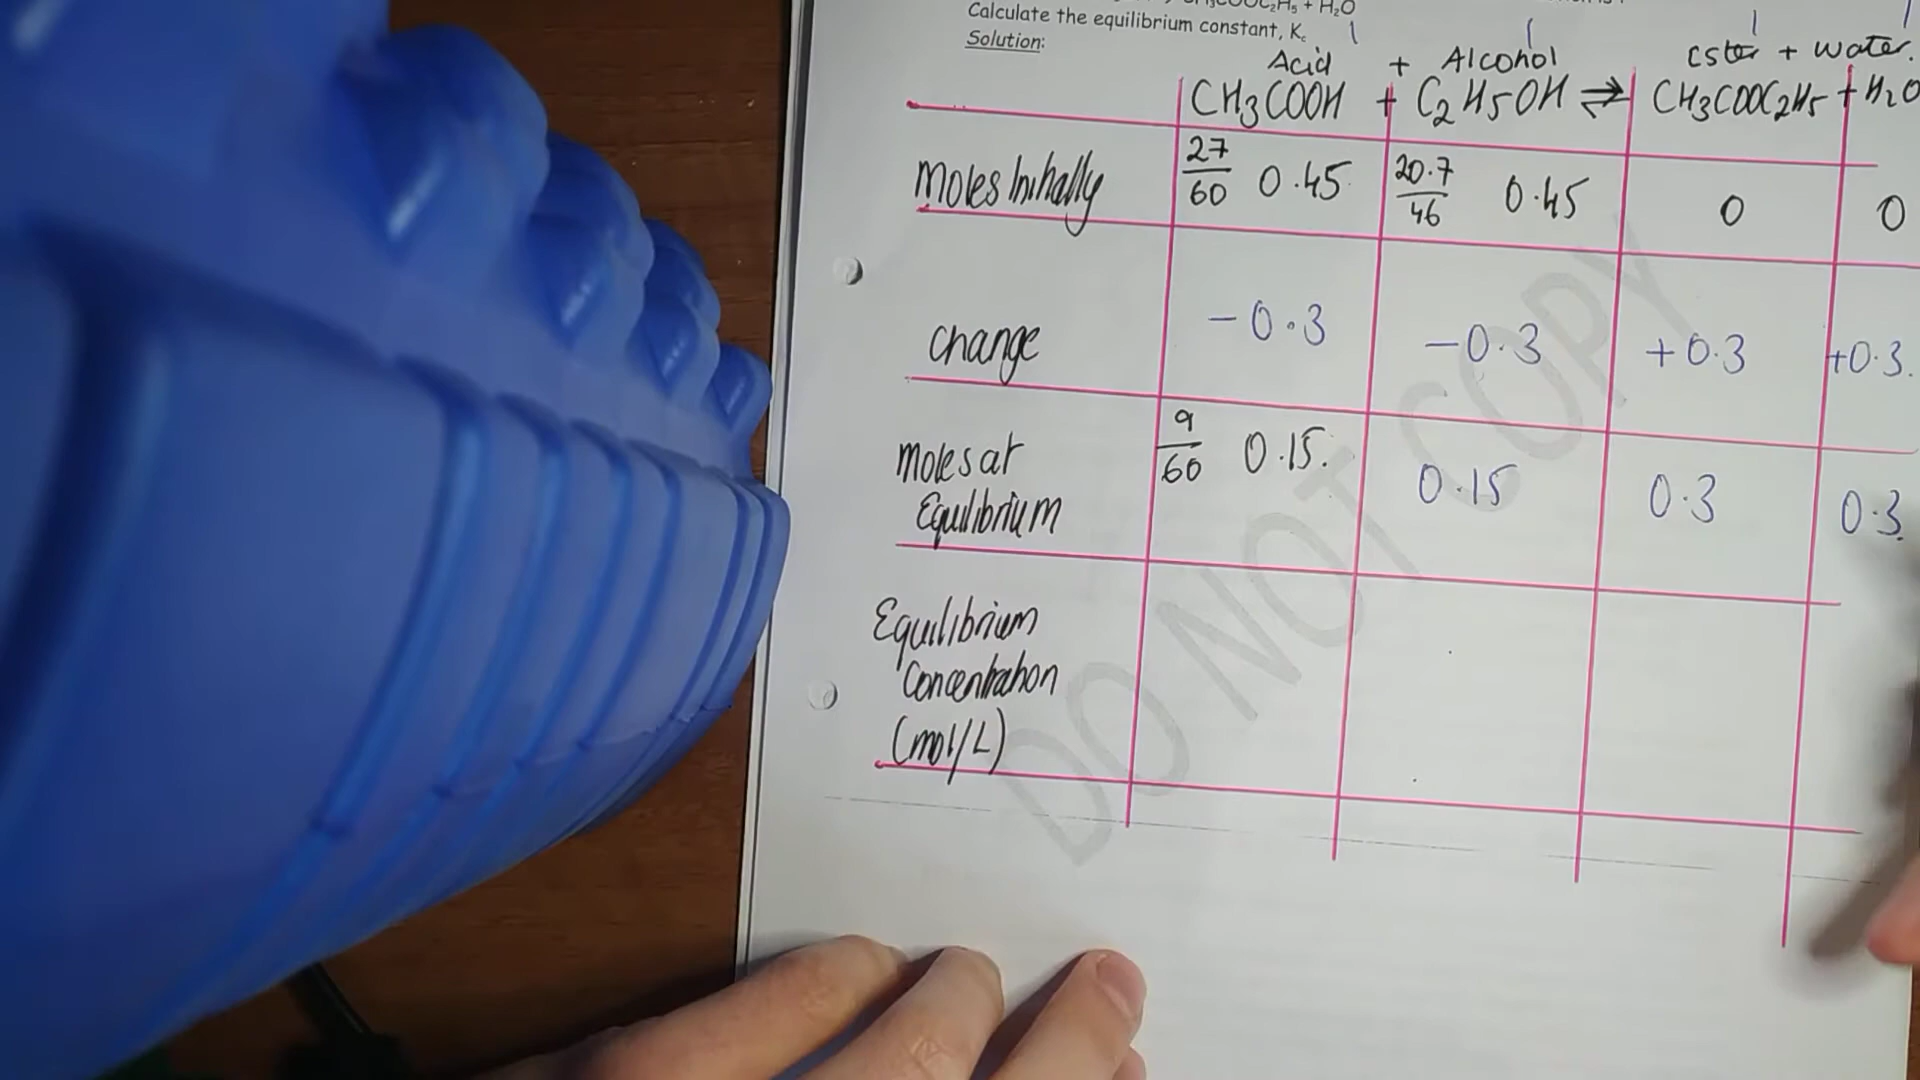 CH₃COOC₂H₅ + H₂O
Calculate the equilibrium constant, Kc
Solution:
Acid + Alcohol Ester + Water.
CH3COOH + C2H5OH ⇌ CH3COOC2H5 + H2O
Moles Initially 27/60 0.45 20.7/46 0.45 0 0
Change -0.3 -0.3 +0.3 +0.3.
Moles at 9/60 0.15. 0.15 0.3 0.3.
Equilibrium
Equilibrium
Concentration
(mol/L)
DO NOT COPY